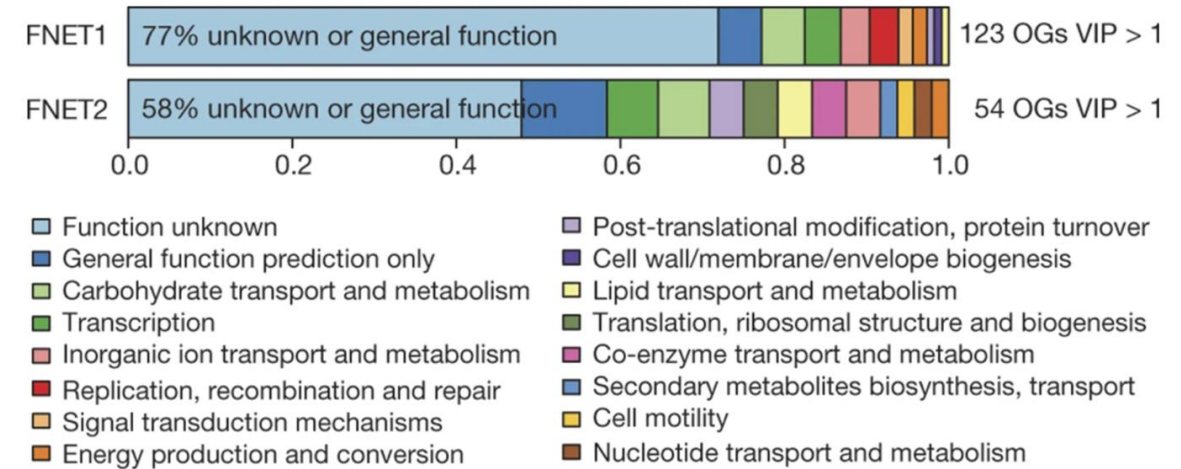 FNET1 77% unknown or general function 123 OGs VIP > 1
FNET2 58% unknown or general function 54 OGs VIP > 1
0.0 0.2 0.4 0.6 0.8 1.0
Function unknown
General function prediction only
Carbohydrate transport and metabolism
Transcription
Inorganic ion transport and metabolism
Replication, recombination and repair
Signal transduction mechanisms
Energy production and conversion
Post-translational modification, protein turnover
Cell wall/membrane/envelope biogenesis
Lipid transport and metabolism
Translation, ribosomal structure and biogenesis
Co-enzyme transport and metabolism
Secondary metabolites biosynthesis, transport
Cell motility
Nucleotide transport and metabolism